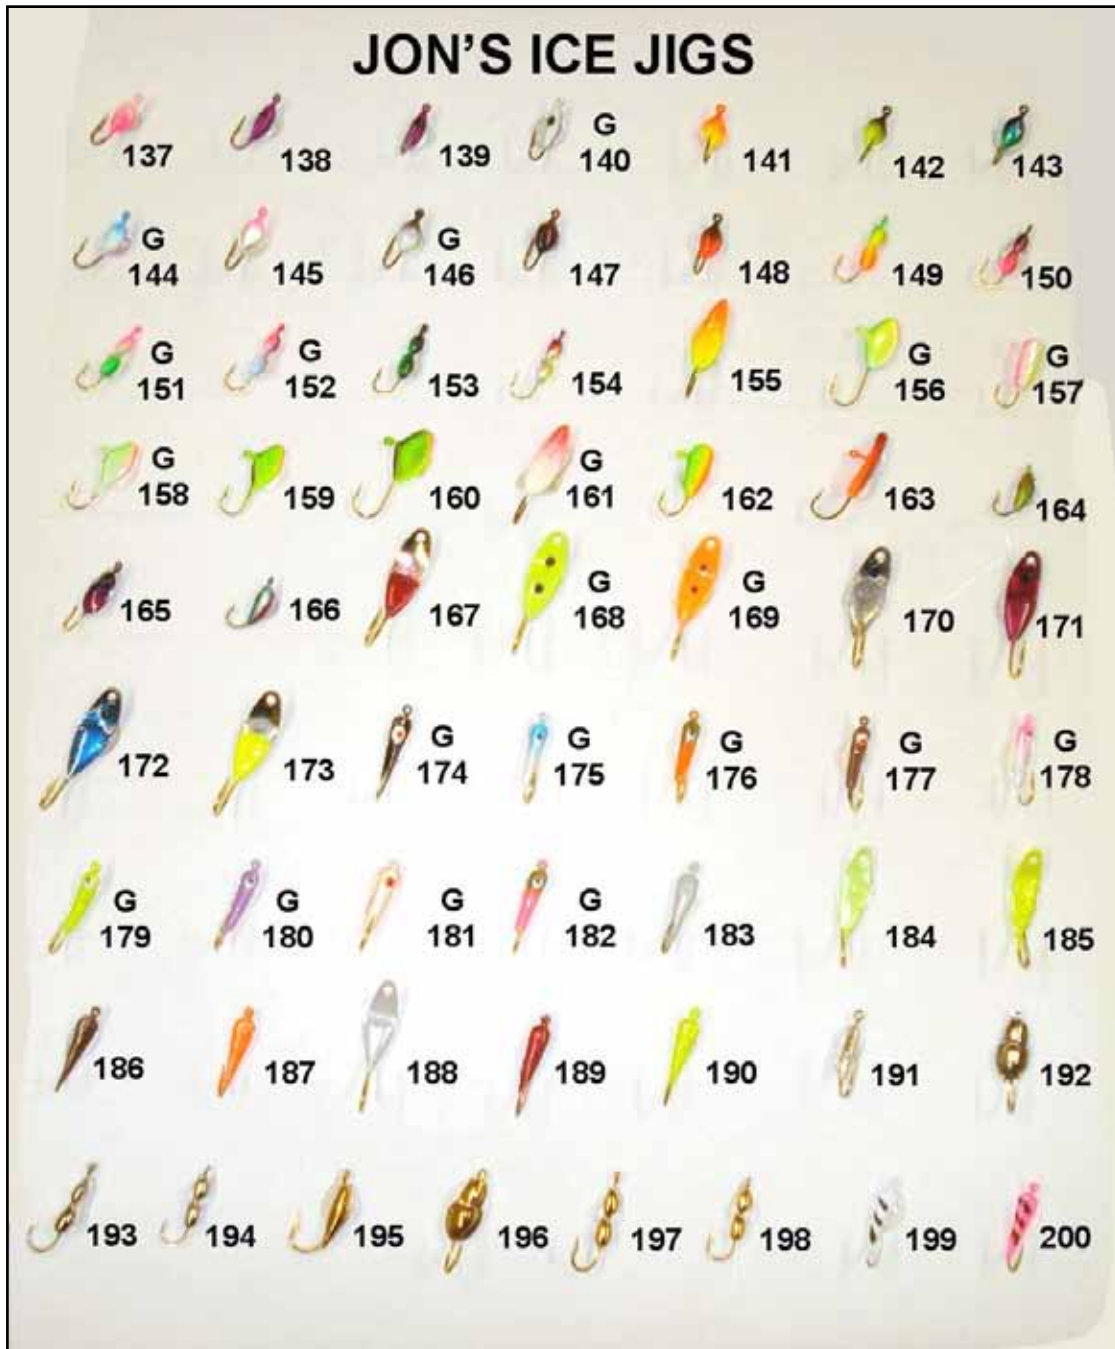 JON'S ICE JIGS
137 138 139 G 140 141 142 143
G 144 145 G 146 147 148 149 150
G 151 G 152 153 154 155 G 156 G 157
G 158 159 160 G 161 162 163 164
165 166 167 G 168 G 169 170 171
172 173 G 174 G 175 G 176 G 177 G 178
G 179 G 180 G 181 G 182 183 184 185
186 187 188 189 190 191 192
193 194 195 196 197 198 199 200